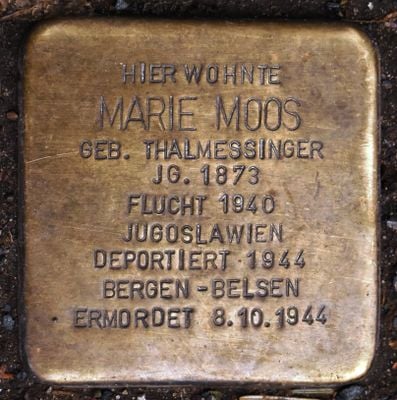 HIER WOHNTE
MARIE MOOS
GEB. THALMESSINGER
JG. 1873
FLUCHT 1940
JUGOSLAWIEN
DEPORTIERT 1944
BERGEN-BELSEN
ERMORDET 8.10.1944